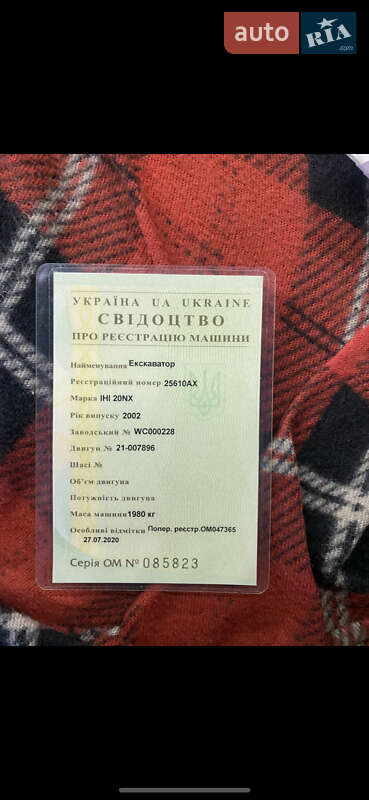 auto RIA.com
УКРАЇНА UA UKRAINE
СВІДОЦТВО
ПРО РЕЄСТРАЦІЮ МАШИНИ
Найменування Екскаватор
Реєстраційний номер 25610АХ
Марка IHI 20NX
Рік випуску 2002
Заводський № WC000228
Двигун № 21-007896
Шасі №
Об'єм двигуна
Потужність двигуна
Маса машини 1980 кг
Особливі відмітки Попер. реєстр.ОМ047365
27.07.2020
Серія ОМ № 085823